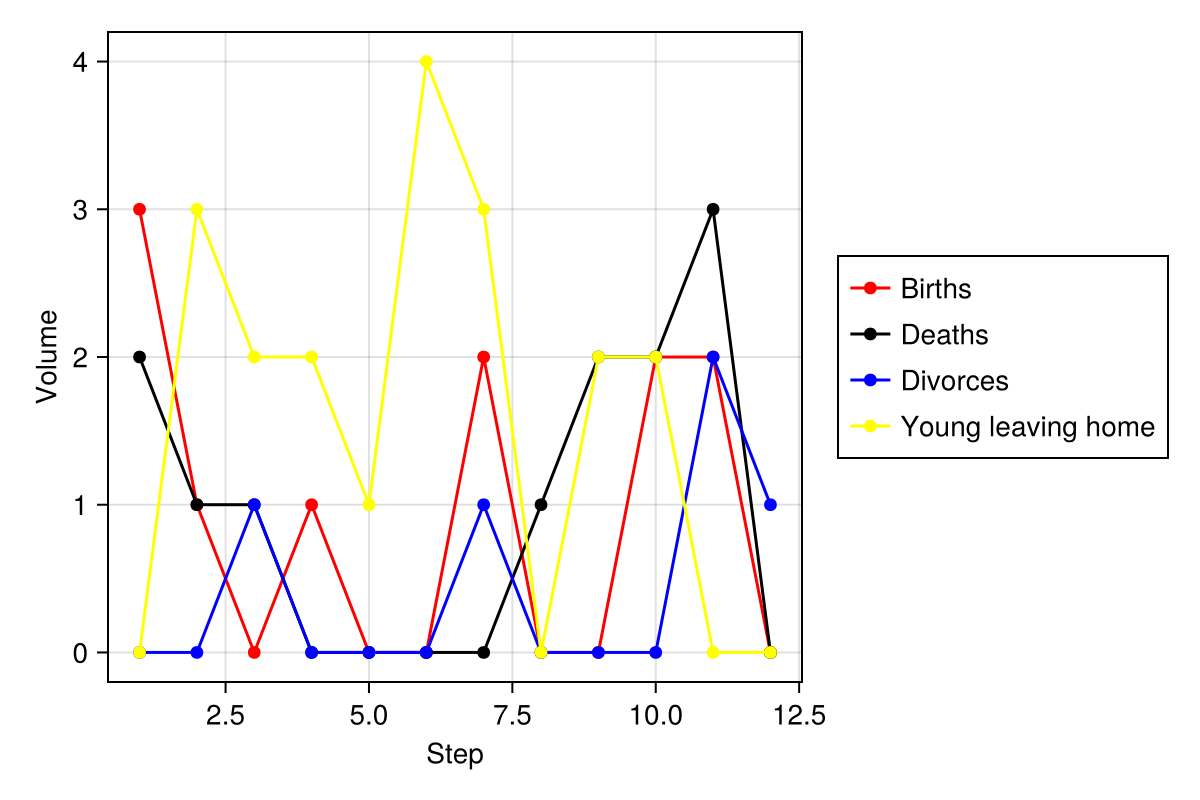 4
3
2
1
0
Volume
2.5 5.0 7.5 10.0 12.5
Step
Births
Deaths
Divorces
Young leaving home